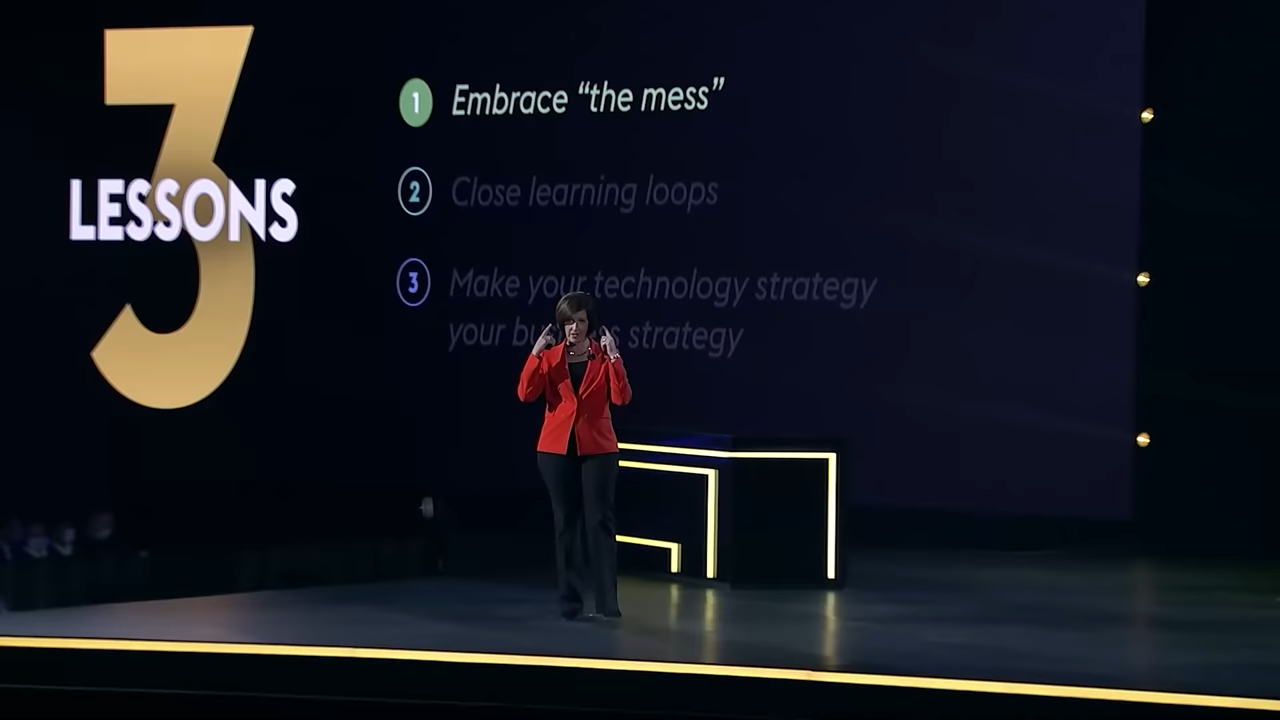 3
LESSONS
1 Embrace “the mess”
2 Close learning loops
3 Make your technology strategy
your strategy